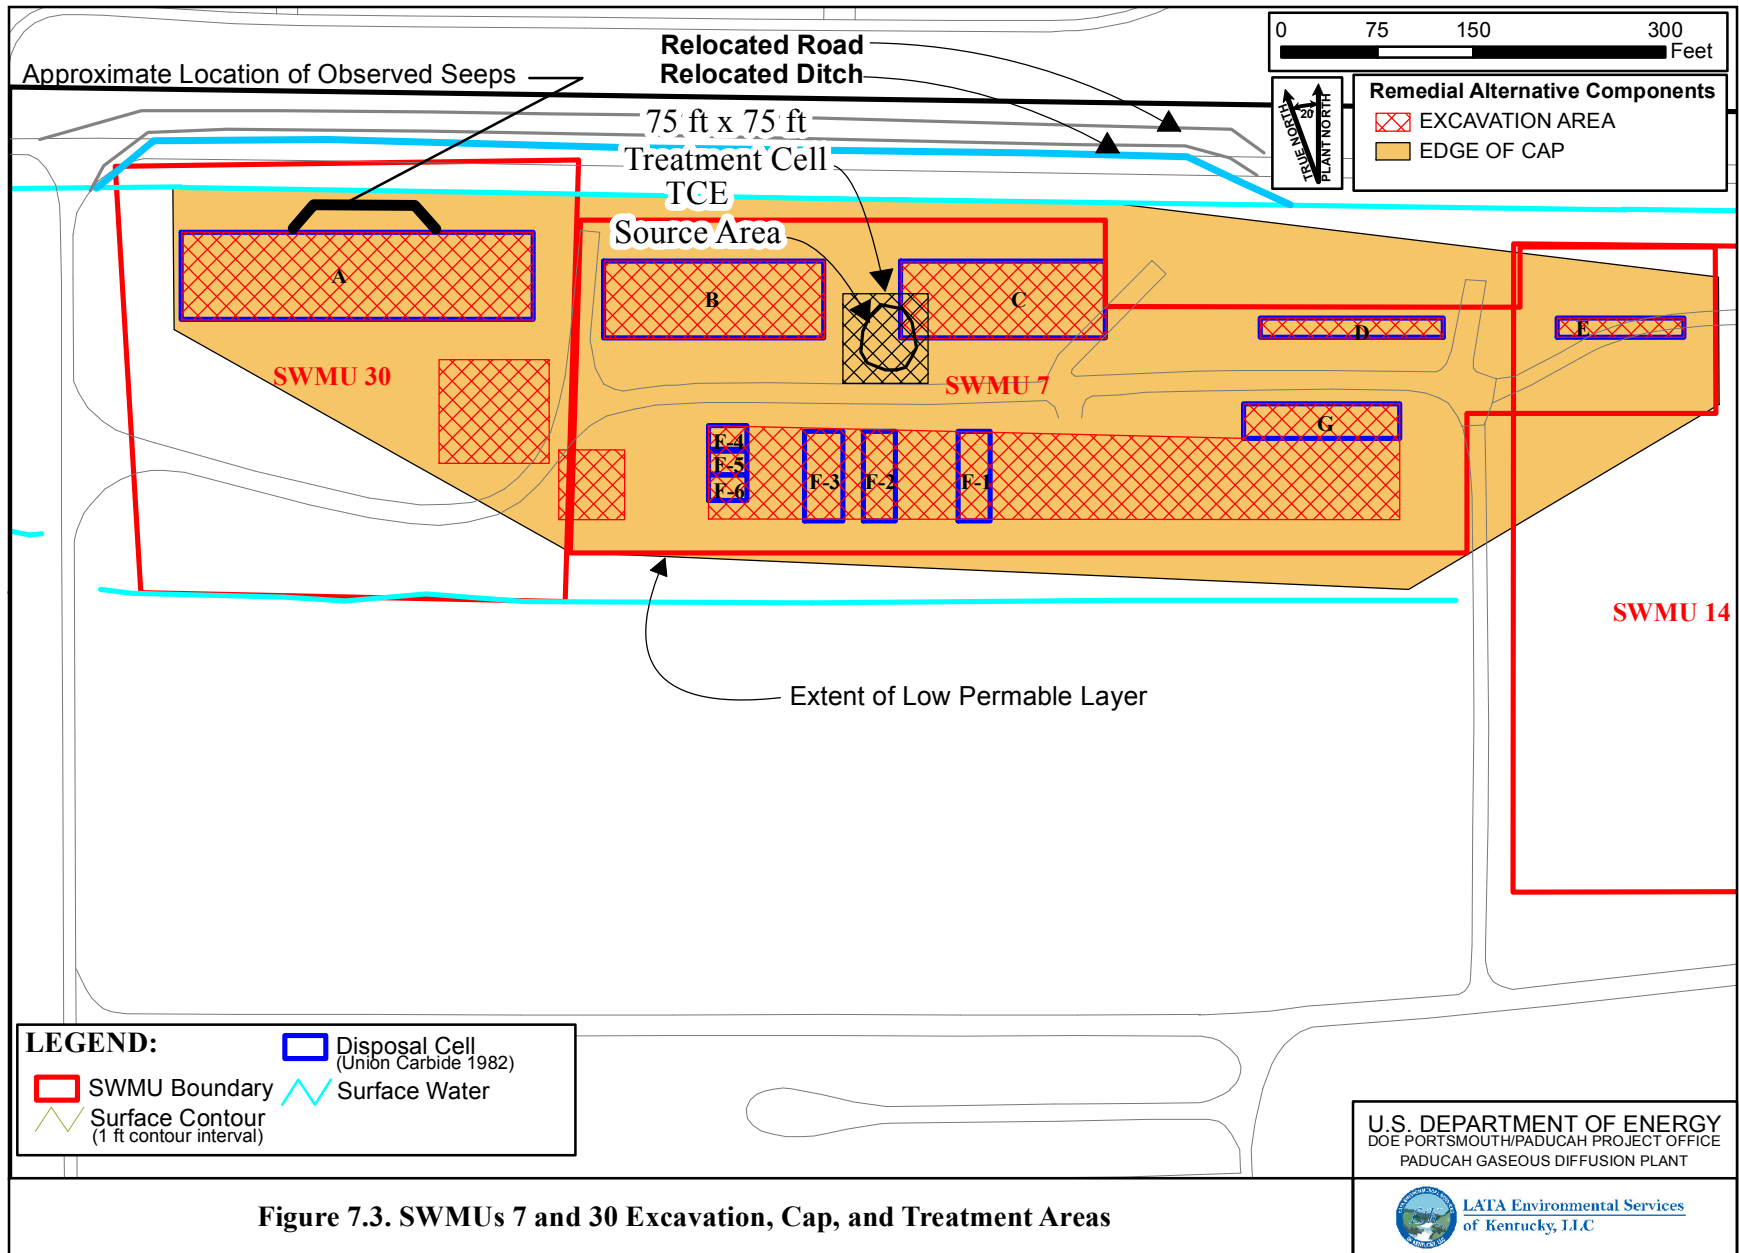 0 75 150 300
Feet
Relocated Road
Relocated Ditch
Approximate Location of Observed Seeps
TRUE NORTH
20
PLANT NORTH
Remedial Alternative Components
EXCAVATION AREA
EDGE OF CAP
75 ft x 75 ft
Treatment Cell
TCE
Source Area
A
B
C
D
E
SWMU 30
SWMU 7
G
F-4
F-5
F-6
F-3
F-2
F-1
SWMU 14
Extent of Low Permable Layer
LEGEND:
SWMU Boundary
Surface Contour
(1 ft contour interval)
Disposal Cell
(Union Carbide 1982)
Surface Water
U.S. DEPARTMENT OF ENERGY
DOE PORTSMOUTH/PADUCAH PROJECT OFFICE
PADUCAH GASEOUS DIFFUSION PLANT
Figure 7.3. SWMUs 7 and 30 Excavation, Cap, and Treatment Areas
LATA Environmental Services
of Kentucky, LLC